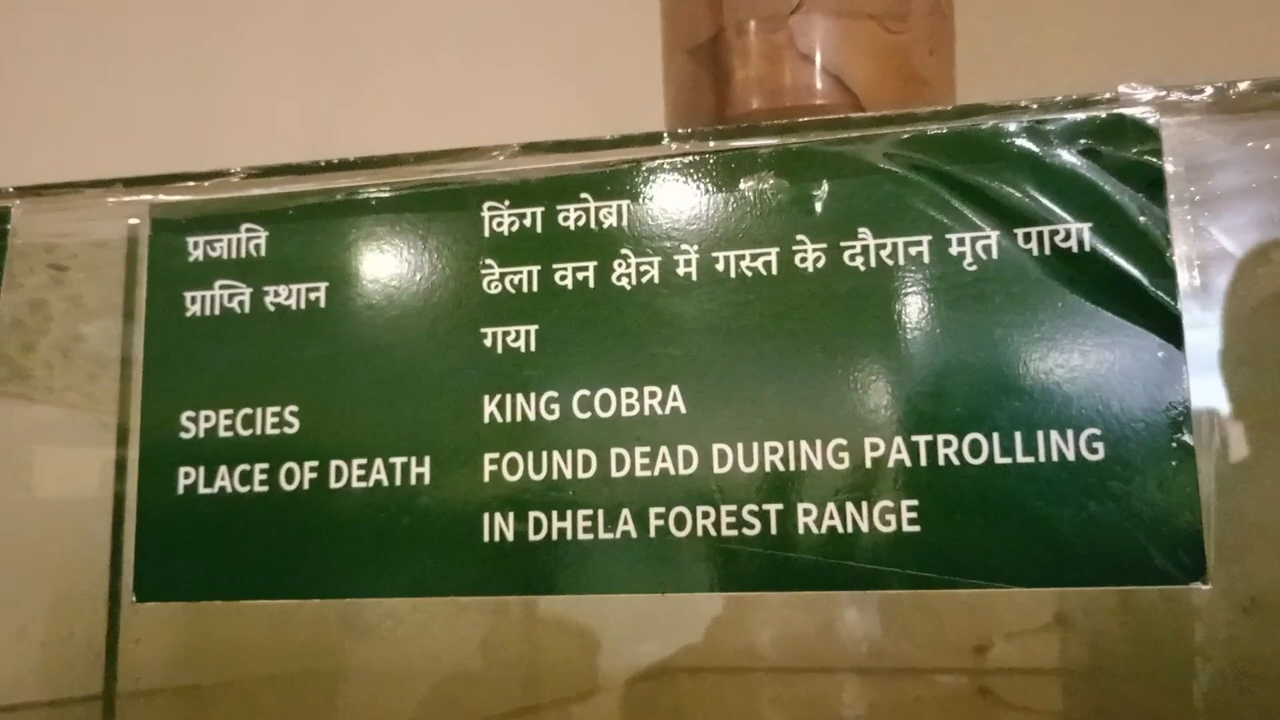 प्रजाति किंग कोब्रा
प्राप्ति स्थान ढेला वन क्षेत्र में गस्त के दौरान मृत पाया
गया
SPECIES KING COBRA
PLACE OF DEATH FOUND DEAD DURING PATROLLING
IN DHELA FOREST RANGE